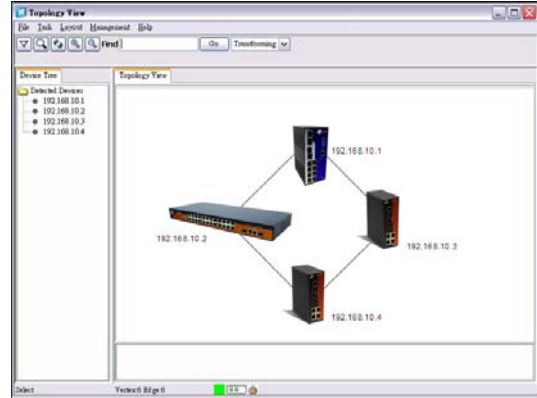 Topology View
File Task Layout Management Help
Find Go Transforming
Device Tree
Topology View
Detected Devices
192.168.10.1
192.168.10.2
192.168.10.3
192.168.10.4
192.168.10.1
192.168.10.2
192.168.10.3
192.168.10.4
Select
Vertex:6 Edge:6